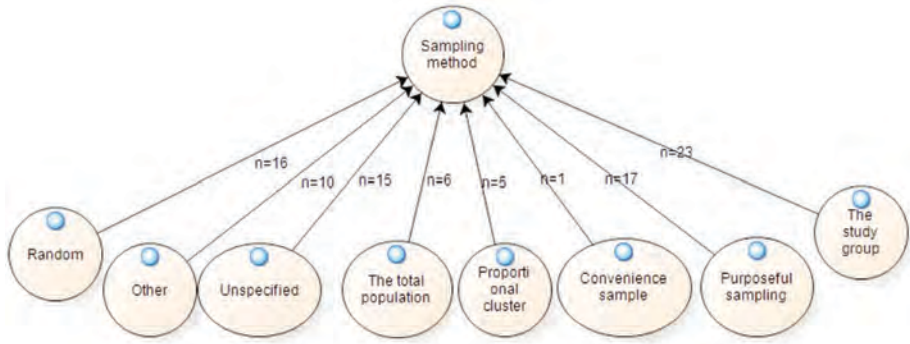 Sampling
method
n=16
n=10
n=15
n=6
n=5
n=1
n=17
n=23
Random
Other
Unspecified
The total
population
Proporti
onal
cluster
Convenience
sample
Purposeful
sampling
The
study
group